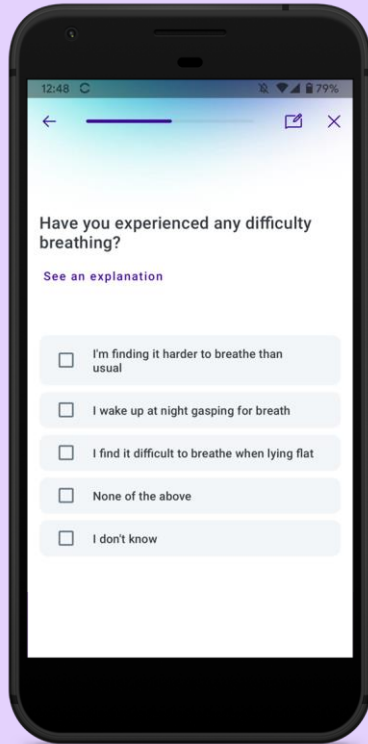 12:48
79%
Have you experienced any difficulty
breathing?
See an explanation
I'm finding it harder to breathe than
usual
I wake up at night gasping for breath
I find it difficult to breathe when lying flat
None of the above
I don't know